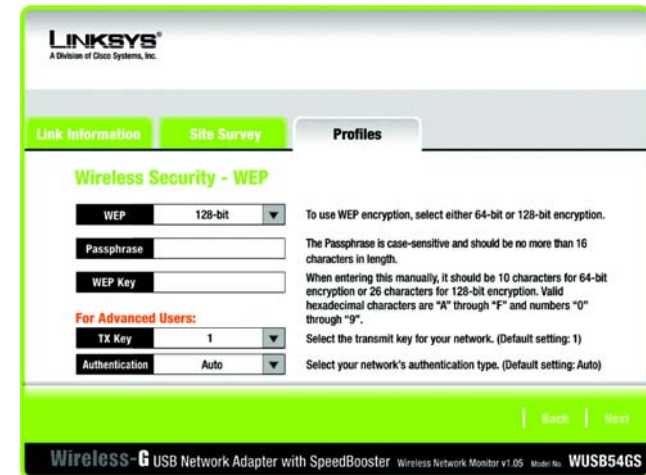 LINKSYS®
A Division of Cisco Systems, Inc.
Link Information
Site Survey
Profiles
Wireless Security - WEP
WEP
128-bit
To use WEP encryption, select either 64-bit or 128-bit encryption.
Passphrase
The Passphrase is case-sensitive and should be no more than 16
characters in length.
WEP Key
When entering this manually, it should be 10 characters for 64-bit
encryption or 26 characters for 128-bit encryption. Valid
hexadecimal characters are "A" through "F" and numbers "0"
through "9".
For Advanced Users:
TX Key
1
Select the transmit key for your network. (Default setting: 1)
Authentication
Auto
Select your network's authentication type. (Default setting: Auto)
Back
Next
Wireless-G USB Network Adapter with SpeedBooster Wireless Network Monitor v1.05 Model No. WUSB54GS